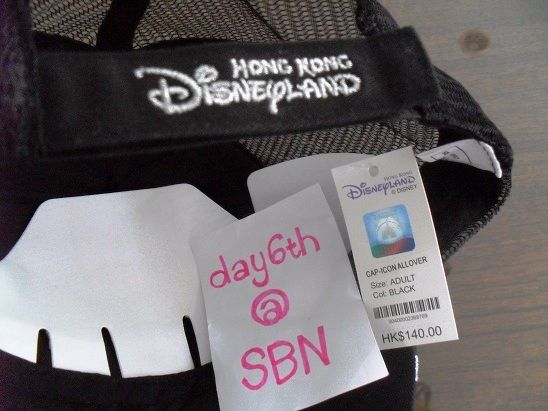 HONG KONG
DISNEYLAND
HONG KONG
DISNEYLAND
© DISNEY
CAP-ICON ALLOVER
Size: ADULT
Col: BLACK
HK$140.00
day6th
@
SBN